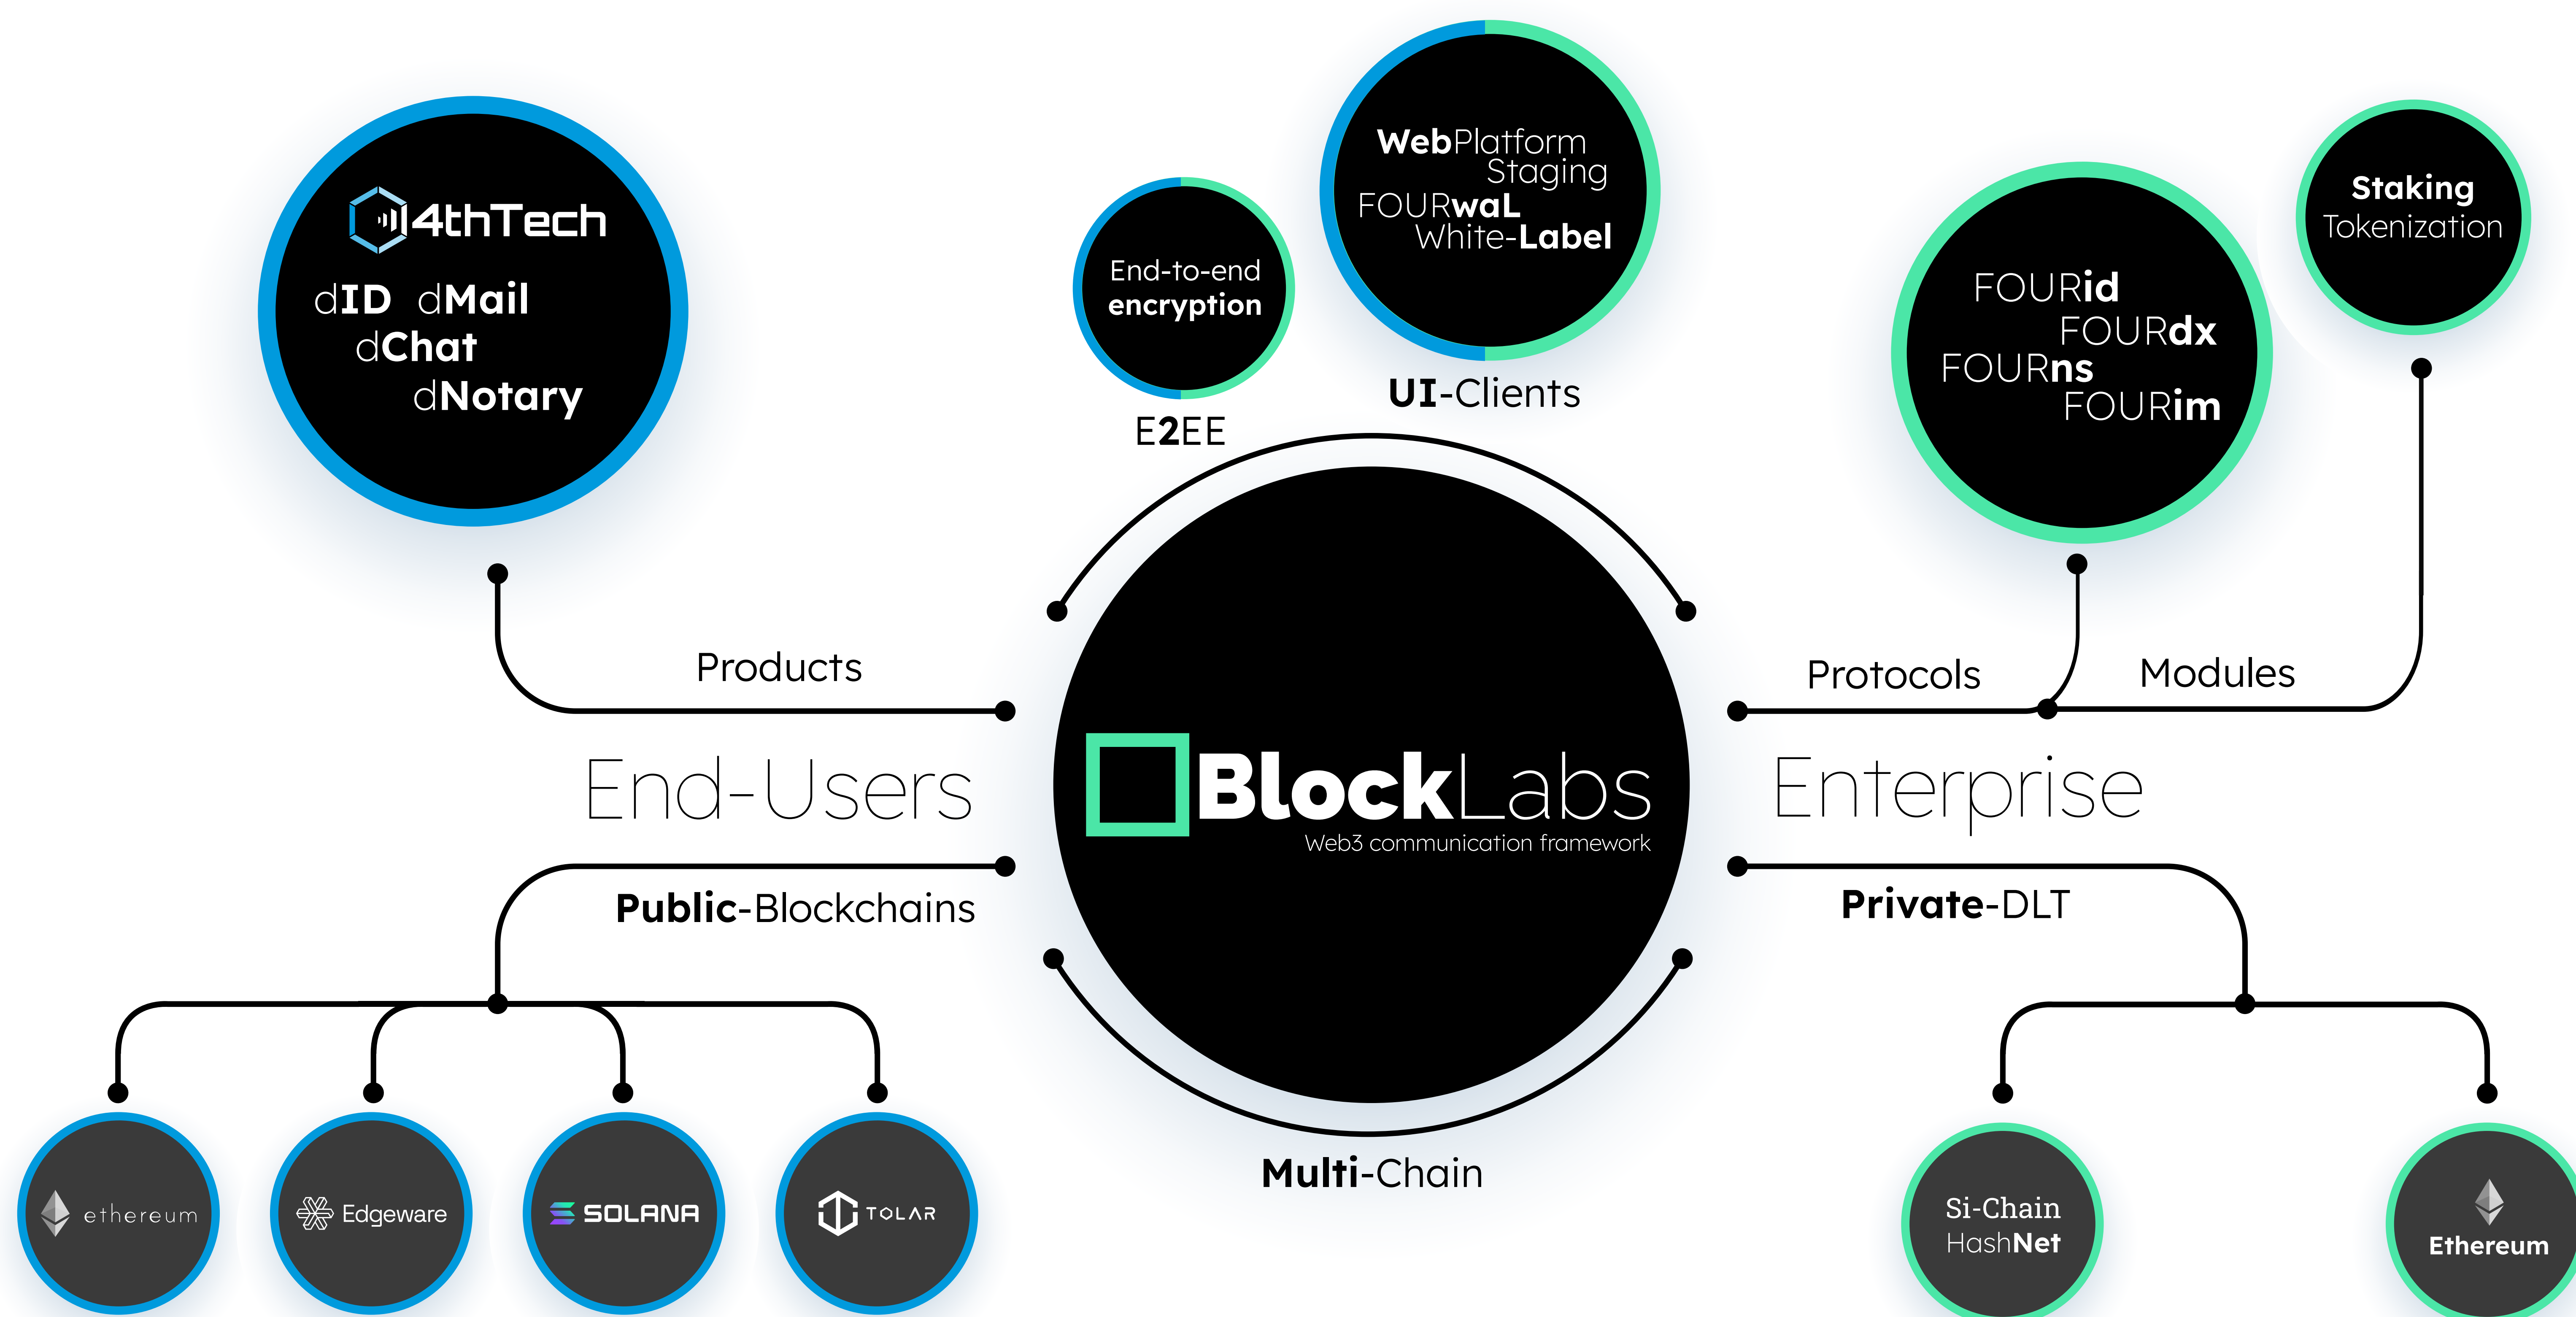 4thTech
dID dMail
dChat
dNotary
End-to-end
encryption
E2EE
WebPlatform
Staging
FOURwaL
White-Label
UI-Clients
FOURid
FOURdx
FOURns
FOURim
Staking
Tokenization
Products
Protocols
Modules
End-Users
BlockLabs
Web3 communication framework
Enterprise
Public-Blockchains
Private-DLT
Multi-Chain
ethereum
Edgeware
SOLANA
TOLAR
Si-Chain
HashNet
Ethereum